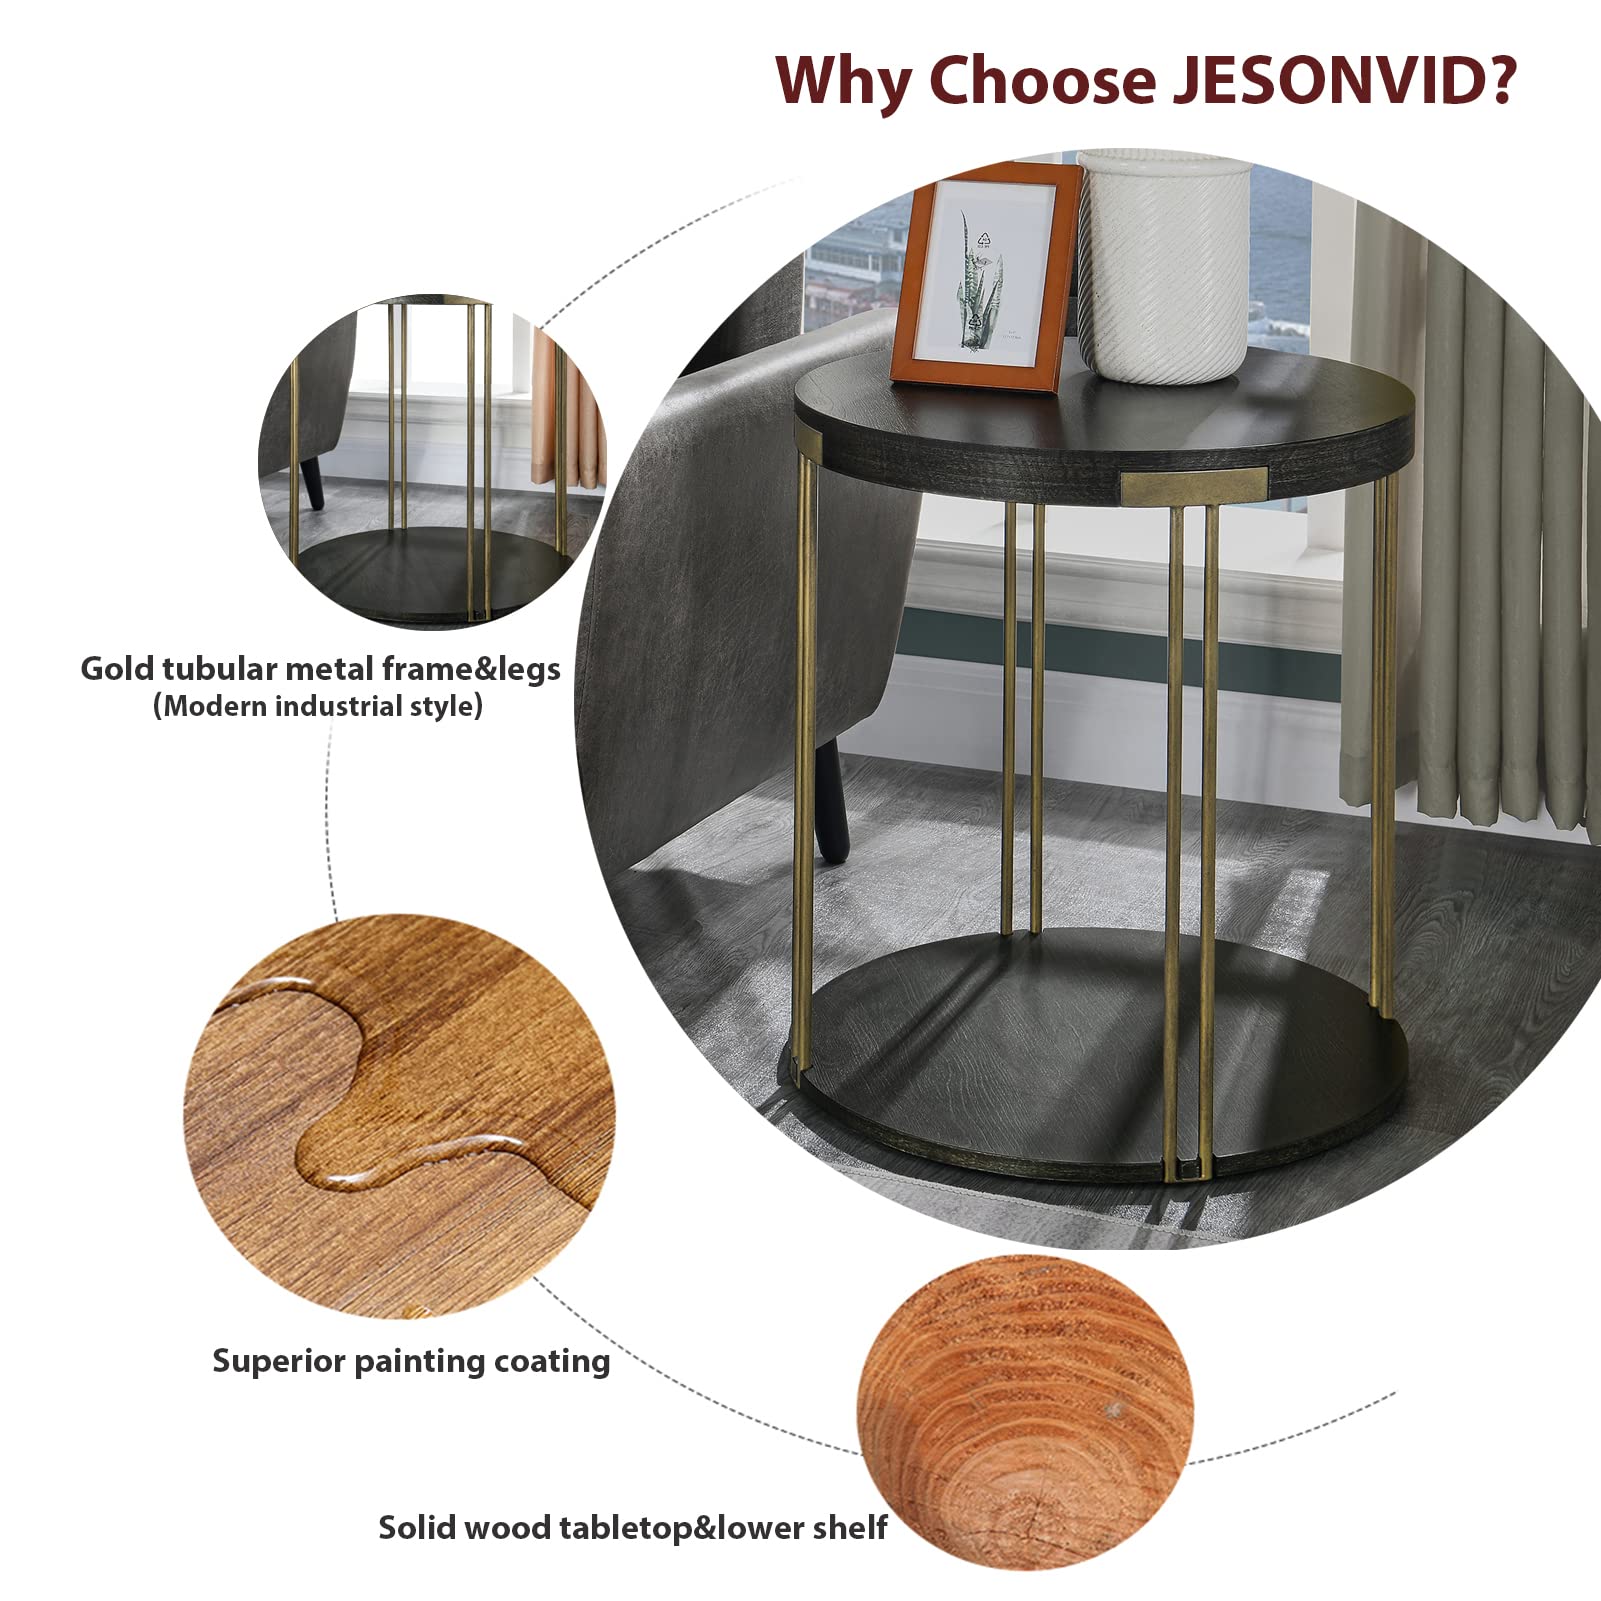 Why Choose JESONVID?
Gold tubular metal frame&legs
(Modern industrial style)
Superior painting coating
Solid wood tabletop&lower shelf